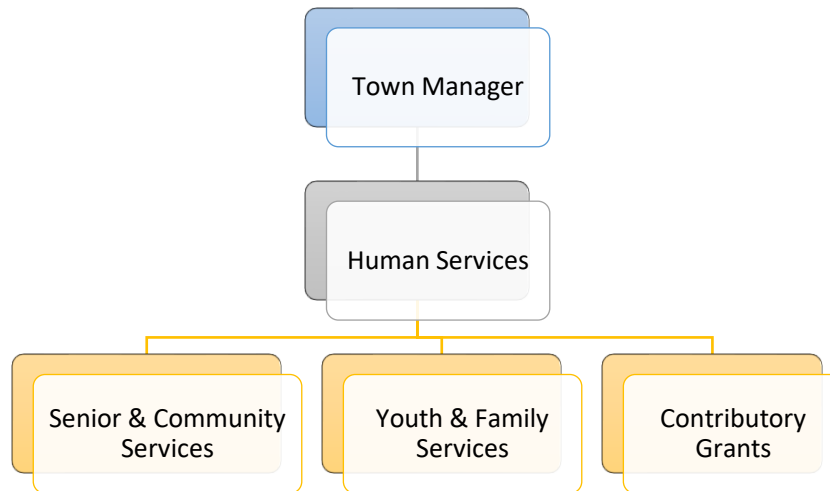 Town Manager
Human Services
Senior & Community
Services
Youth & Family
Services
Contributory
Grants